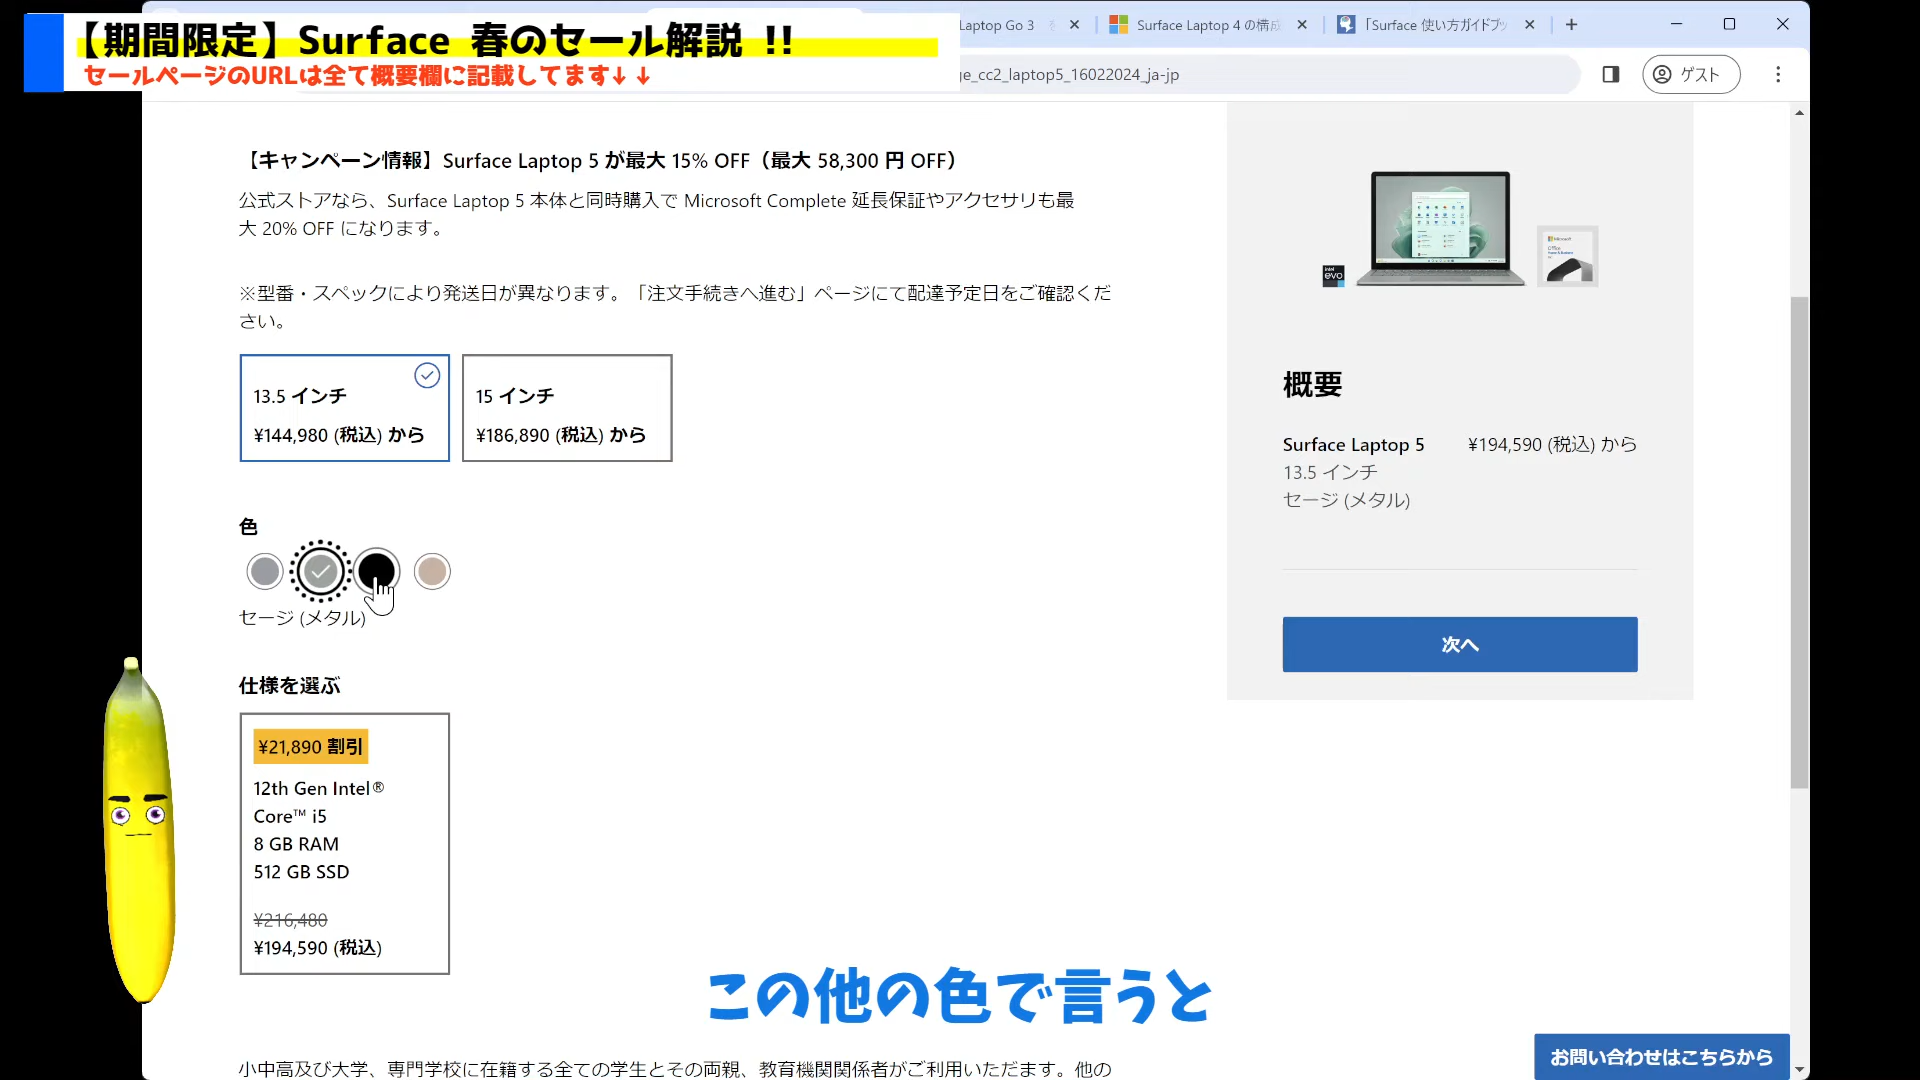 【期間限定】Surface 春のセール解説 !!
セールページのURLは全て概要欄に記載してます↓↓
Laptop Go 3
Surface Laptop 4 の構成
「Surface 使い方ガイドブッ
ge_cc2_laptop5_16022024_ja-jp
ゲスト
【キャンペーン情報】Surface Laptop 5 が最大 15% OFF（最大 58,300 円 OFF）
公式ストアなら、Surface Laptop 5 本体と同時購入で Microsoft Complete 延長保証やアクセサリも最
大 20% OFF になります。
※型番・スペックにより発送日が異なります。「注文手続きへ進む」ページにて配達予定日をご確認くだ
さい。
13.5 インチ
¥144,980 (税込) から
15 インチ
¥186,890 (税込) から
色
セージ (メタル)
仕様を選ぶ
¥21,890 割引
12th Gen Intel®
Core™ i5
8 GB RAM
512 GB SSD
¥216,480
¥194,590 (税込)
intel
evo
Microsoft
Office
概要
Surface Laptop 5 ¥194,590 (税込) から
13.5 インチ
セージ (メタル)
次へ
この他の色で言うと
お問い合わせはこちらから
小中高及び大学、専門学校に在籍する全ての学生とその両親、教育機関関係者がご利用いただます。他の